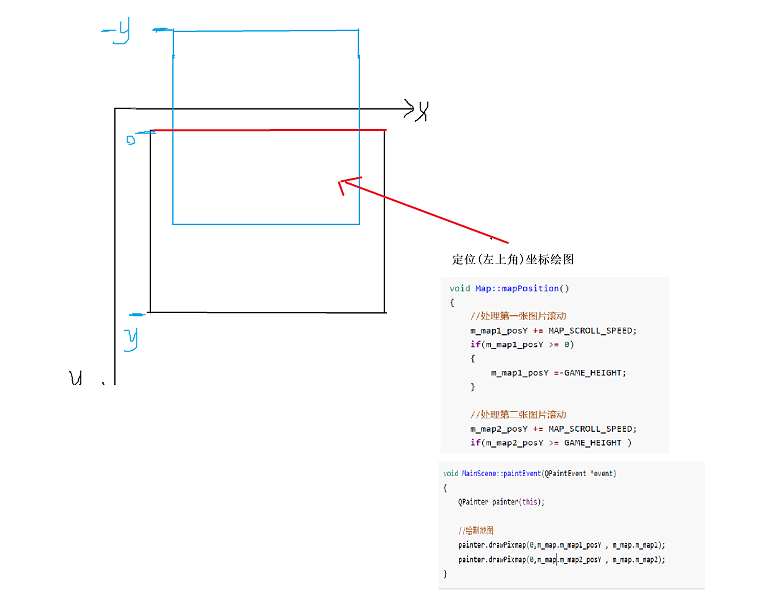 -y
X
0
y
y
定位(左上角)坐标绘图
void Map::mapPosition()
{
//处理第一张图片滚动
m_map1_posY += MAP_SCROLL_SPEED;
if(m_map1_posY >= 0)
{
m_map1_posY =-GAME_HEIGHT;
}
//处理第二张图片滚动
m_map2_posY += MAP_SCROLL_SPEED;
if(m_map2_posY >= GAME_HEIGHT )
void MainScene::paintEvent(QPaintEvent *event)
{
QPainter painter(this);
//绘制地图
painter.drawPixmap(0,m_map.m_map1_posY , m_map.m_map1);
painter.drawPixmap(0,m_map.m_map2_posY , m_map.m_map2);
}